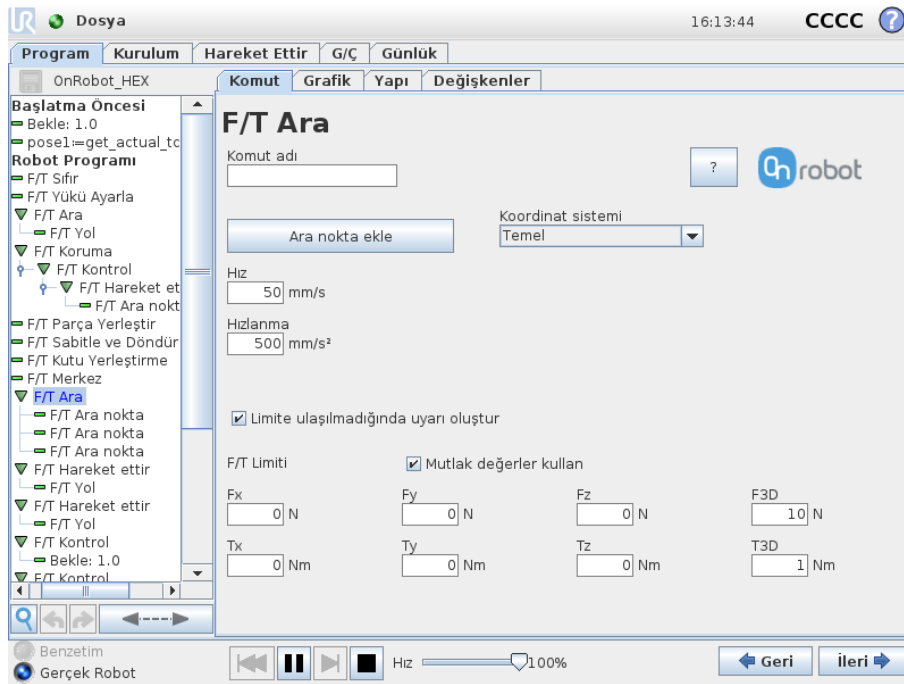 Dosya
16:13:44
CCCC
?
Program
Kurulum
Hareket Ettir
G/Ç
Günlük
OnRobot_HEX
Komut
Grafik
Yapı
Değişkenler
Başlatma Öncesi
Bekle: 1.0
pose1:=get_actual_tc
Robot Programı
F/T Sıfır
F/T Yükü Ayarla
F/T Ara
F/T Yol
F/T Koruma
F/T Kontrol
F/T Hareket et
F/T Ara nokt
F/T Parça Yerleştir
F/T Sabitle ve Döndür
F/T Kutu Yerleştirme
F/T Merkez
F/T Ara
F/T Ara nokta
F/T Ara nokta
F/T Ara nokta
F/T Hareket ettir
F/T Yol
F/T Hareket ettir
F/T Yol
F/T Kontrol
Bekle: 1.0
F/T Kontrol
F/T Ara
Komut adı
?
On robot
Ara nokta ekle
Koordinat sistemi
Temel
Hız
50 mm/s
Hızlanma
500 mm/s²
Limite ulaşılmadığında uyarı oluştur
F/T Limiti
Mutlak değerler kullan
Fx
0 N
Fy
0 N
Fz
0 N
F3D
10 N
Tx
0 Nm
Ty
0 Nm
Tz
0 Nm
T3D
1 Nm
Benzetim
Gerçek Robot
Hız
100%
Geri
İleri